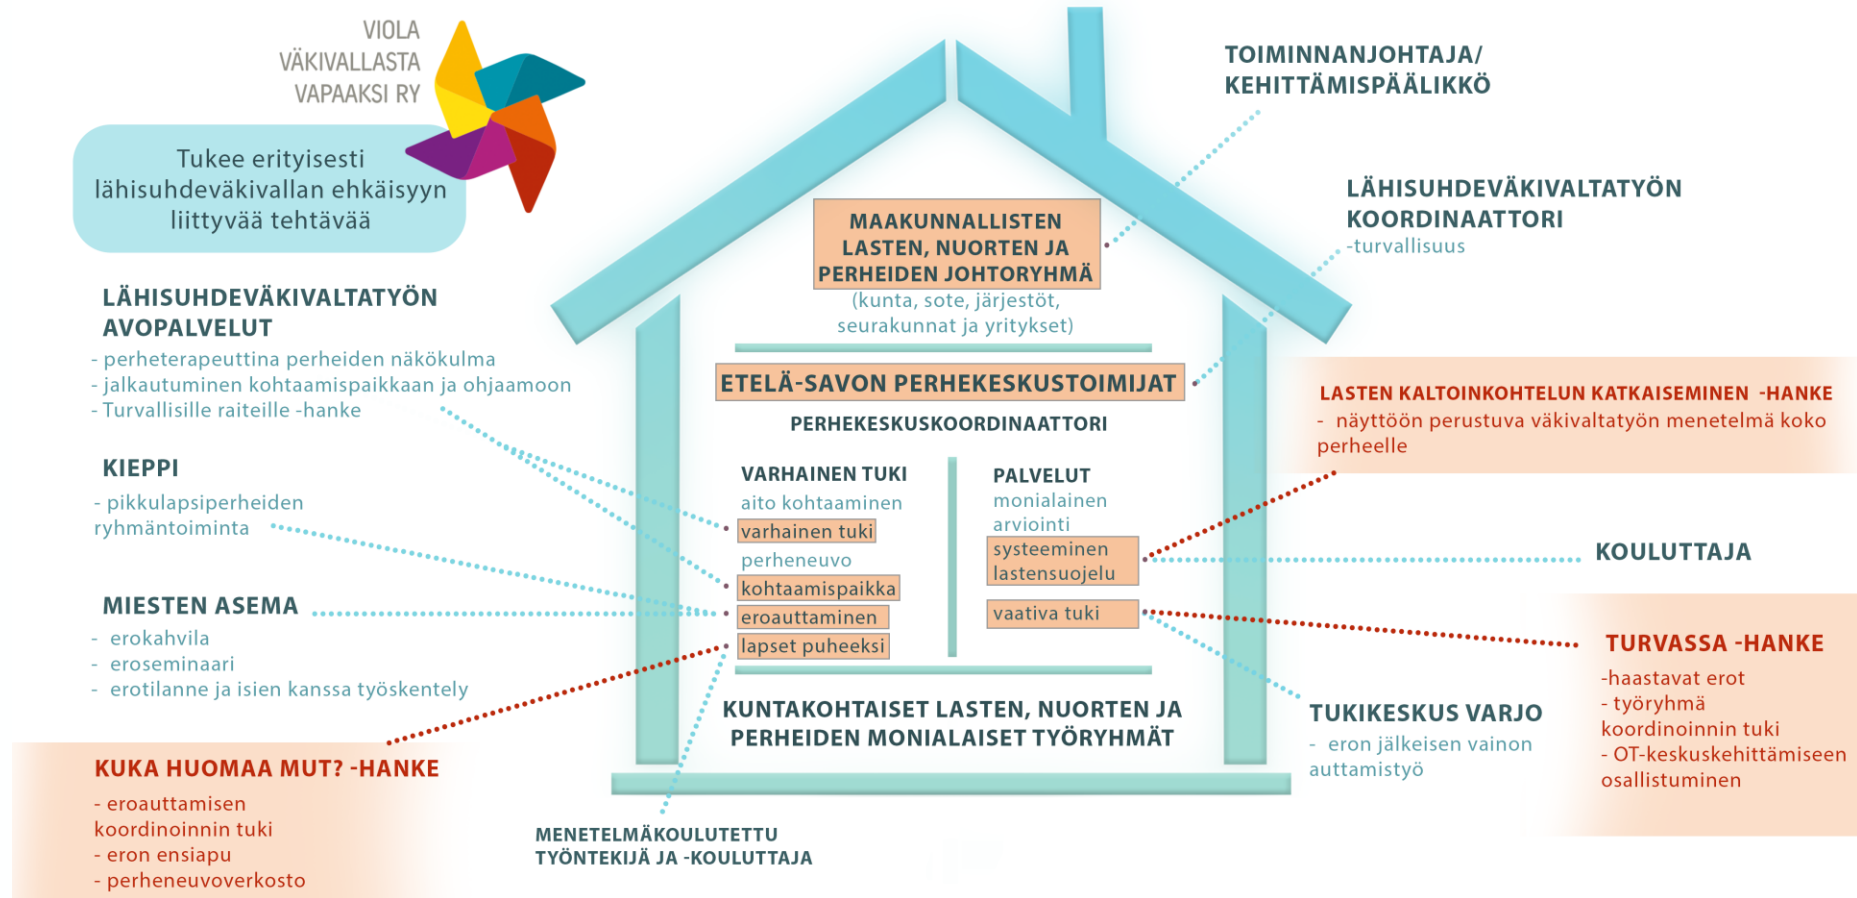 VIOLA
VÄKIVALLASTA
VAPAAKSI RY
Tukee erityisesti
lähisuhdeväkivallan ehkäisyyn
liittyvää tehtävää
LÄHISUHDEVÄKIVALTATYÖN
AVOPALVELUT
- perheterapeuttina perheiden näkökulma
- jalkautuminen kohtaamispaikkaan ja ohjaamoon
- Turvallisille raiteille -hanke
KIEPPI
- pikkulapsiperheiden
ryhmäntoiminta
MIESTEN ASEMA
- erokahvila
- eroseminaari
- erotilanne ja isien kanssa työskentely
KUKA HUOMAA MUT? -HANKE
- eroauttamisen
koordinoinnin tuki
- eron ensiapu
- perheneuvoverkosto
MAAKUNNALLISTEN
LASTEN, NUORTEN JA
PERHEIDEN JOHTORYHMÄ
(kunta, sote, järjestöt,
seurakunnat ja yritykset)
ETELÄ-SAVON PERHEKESKUSTOIMIJAT
PERHEKESKUSKOORDINAATTORI
VARHAINEN TUKI
aito kohtaaminen
varhainen tuki
perheneuvo
kohtaamispaikka
eroauttaminen
lapset puheeksi
PALVELUT
monialainen
arviointi
systeeminen
lastensuojelu
vaativa tuki
KUNTAKOHTAISET LASTEN, NUORTEN JA
PERHEIDEN MONIALAISET TYÖRYHMÄT
MENETELMÄKOULUTETTU
TYÖNTEKIJÄ JA -KOULUTTAJA
TOIMINNANJOHTAJA/
KEHITTÄMISPÄÄLIKKÖ
LÄHISUHDEVÄKIVALTATYÖN
KOORDINAATTORI
-turvallisuus
LASTEN KALTOINKOHTELUN KATKAISEMINEN -HANKE
- näyttöön perustuva väkivaltatyön menetelmä koko
perheelle
KOULUTTAJA
TURVASSA -HANKE
-haastavat erot
- työryhmä
koordinoinnin tuki
- OT-keskuskehittämiseen
osallistuminen
TUKIKESKUS VARJO
- eron jälkeisen vainon
auttamistyö